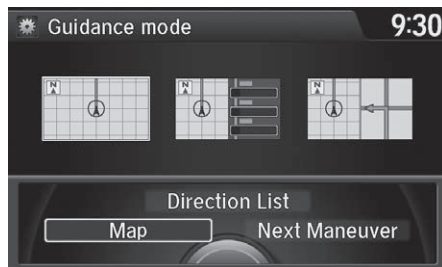 Guidance mode 9:30
N N N
Direction List
Map Next Maneuver